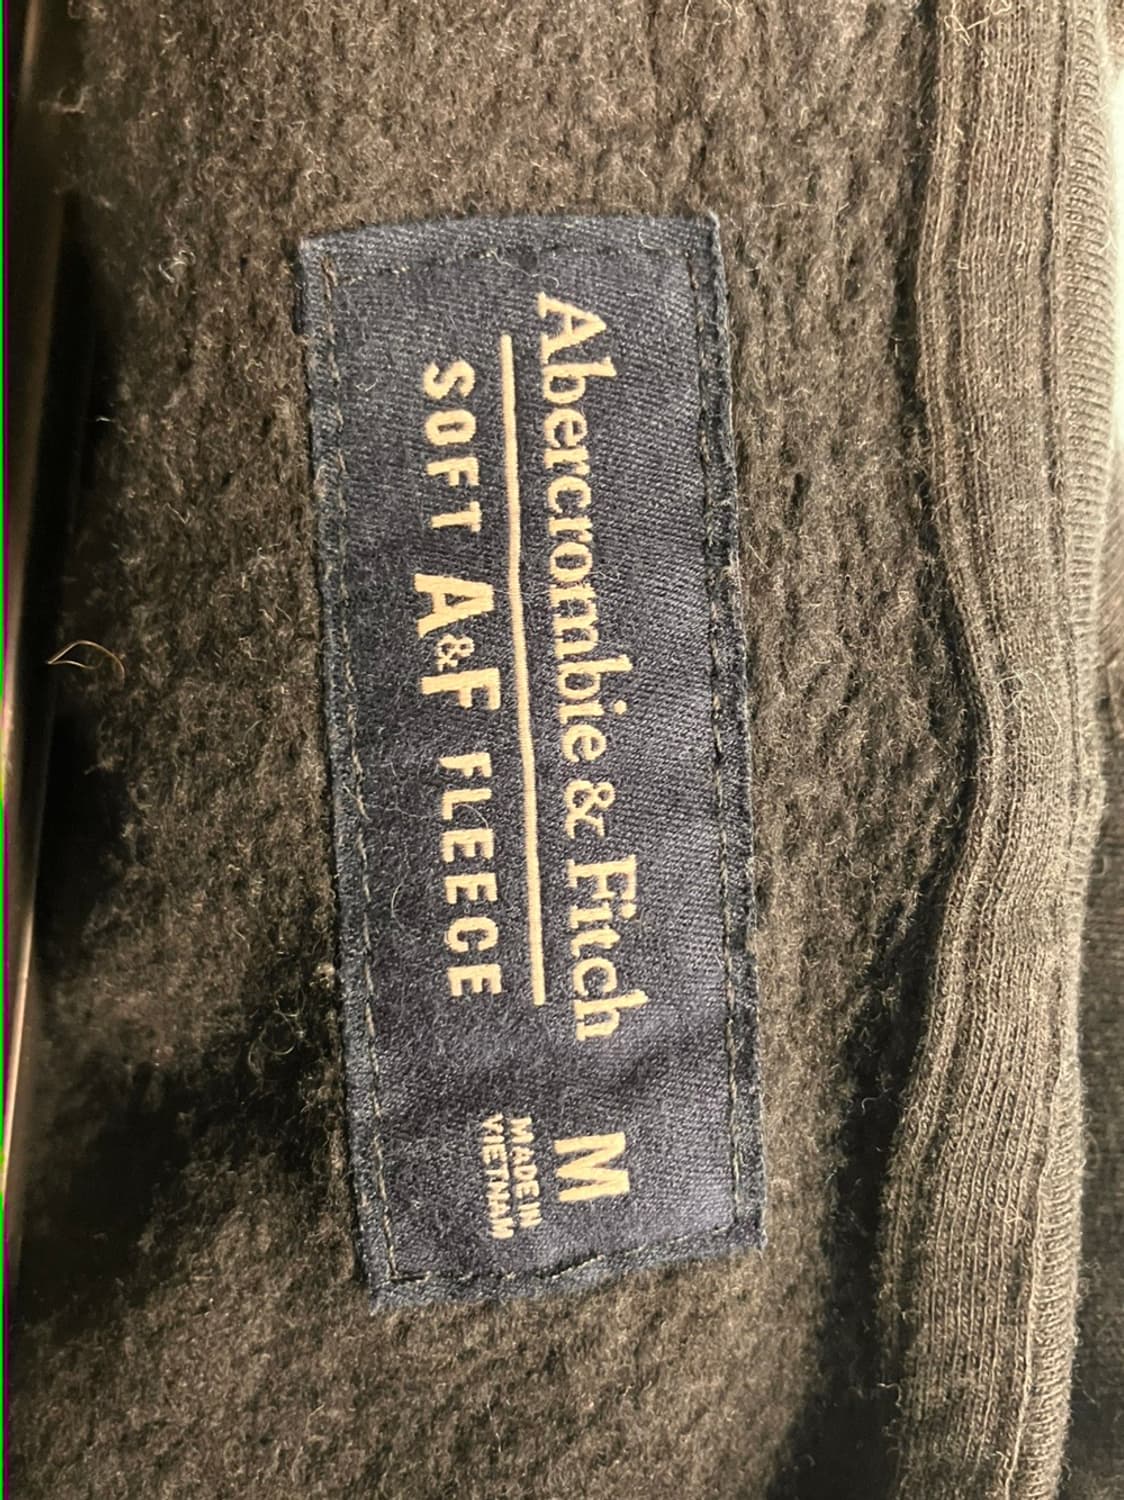 Abercrombie & Fitch
SOFT A&F FLEECE
M
MADE IN
VIETNAM